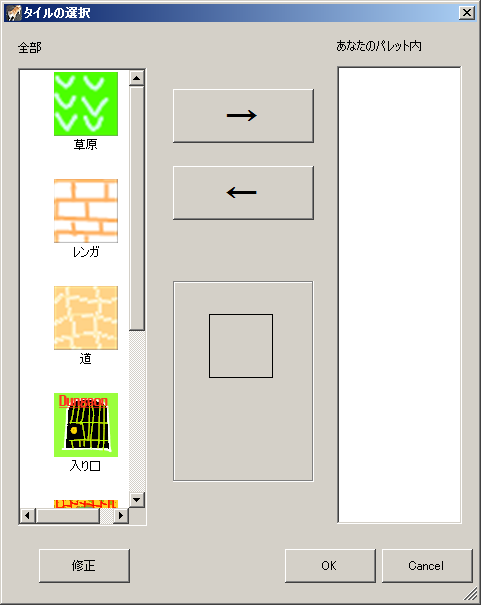 タイルの選択
全部
あなたのパレット内
草原
→
レンガ
←
道
Dungeon
入り口
修正
OK
Cancel